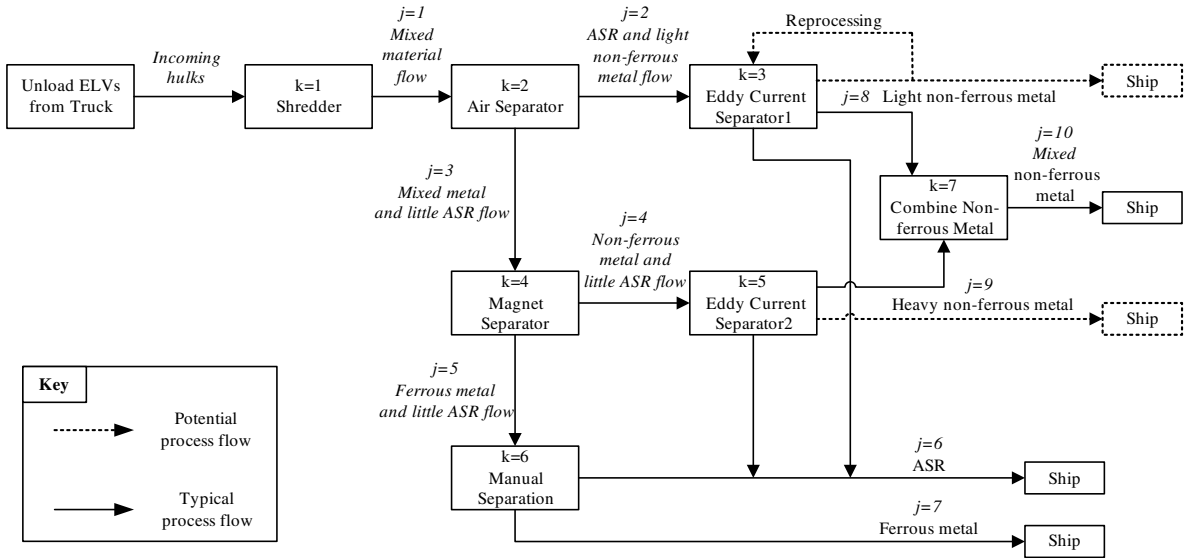 Unload ELVs
from Truck
Incoming
hulks
k=1
Shredder
j=1
Mixed
material
flow
k=2
Air Separator
j=2
ASR and light
non-ferrous
metal flow
Reprocessing
k=3
Eddy Current
Separator1
j=8
Light non-ferrous metal
Ship
j=3
Mixed metal
and little ASR flow
k=7
Combine Non-
ferrous Metal
j=10
Mixed
non-ferrous
metal
Ship
k=4
Magnet
Separator
j=4
Non-ferrous
metal and
little ASR flow
k=5
Eddy Current
Separator2
j=9
Heavy non-ferrous metal
Ship
j=5
Ferrous metal
and little ASR flow
k=6
Manual
Separation
j=6
ASR
Ship
j=7
Ferrous metal
Ship
Key
Potential
process flow
Typical
process flow